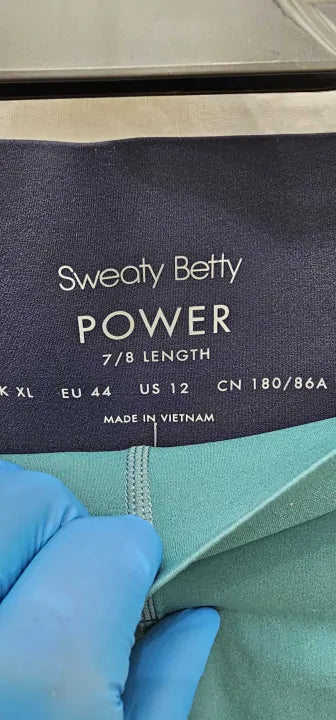 Sweaty Betty
POWER
7/8 LENGTH
K XL EU 44 US 12 CN 180/86A
MADE IN VIETNAM